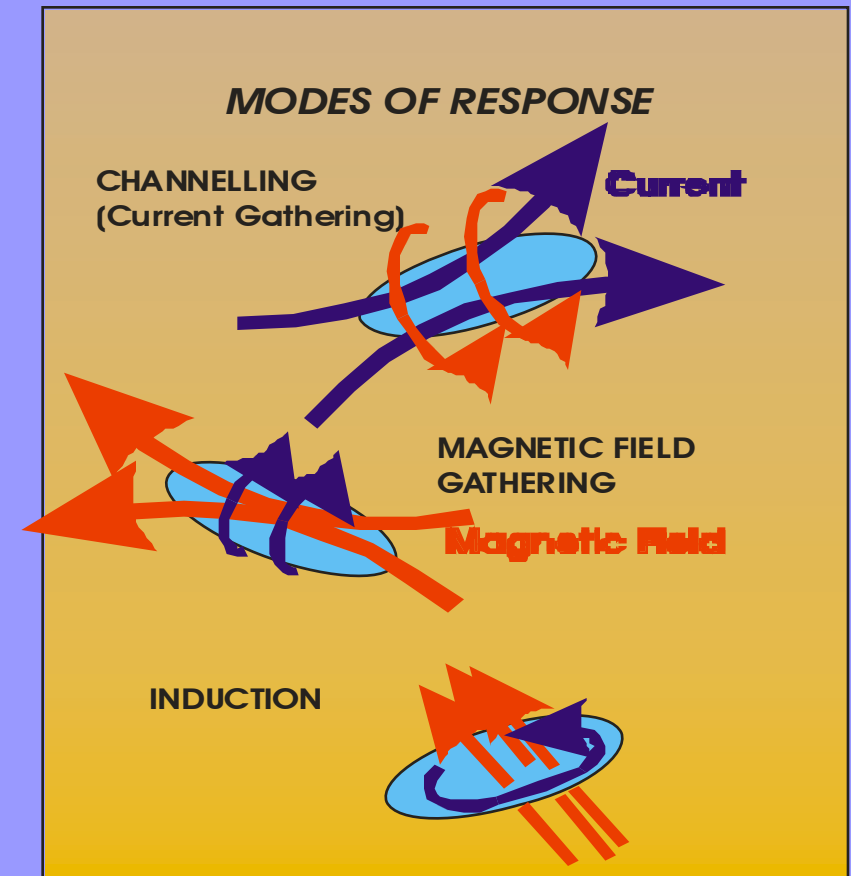 MODES OF RESPONSE
CHANNELLING
(Current Gathering)
Current
MAGNETIC FIELD
GATHERING
Magnetic Field
INDUCTION